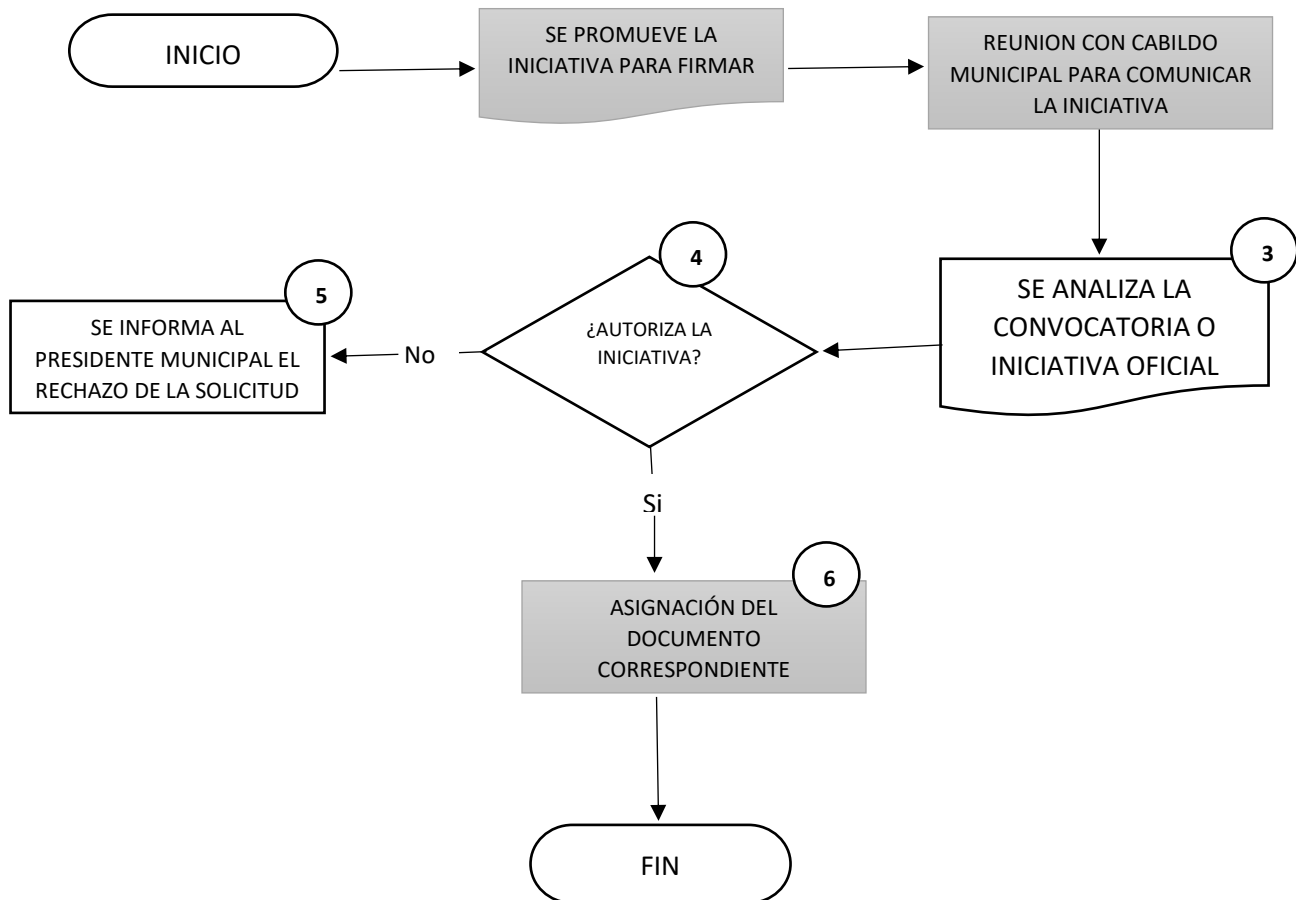 INICIO
SE PROMUEVE LA
INICIATIVA PARA FIRMAR
REUNION CON CABILDO
MUNICIPAL PARA COMUNICAR
LA INICIATIVA
3
SE ANALIZA LA
CONVOCATORIA O
INICIATIVA OFICIAL
4
¿AUTORIZA LA
INICIATIVA?
No
5
SE INFORMA AL
PRESIDENTE MUNICIPAL EL
RECHAZO DE LA SOLICITUD
Si
6
ASIGNACIÓN DEL
DOCUMENTO
CORRESPONDIENTE
FIN